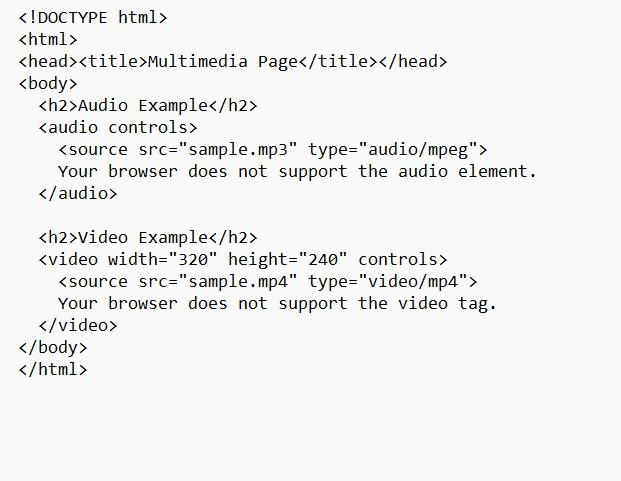 <!DOCTYPE html>
<html>
<head><title>Multimedia Page</title></head>
<body>
  <h2>Audio Example</h2>
  <audio controls>
    <source src="sample.mp3" type="audio/mpeg">
    Your browser does not support the audio element.
  </audio>

  <h2>Video Example</h2>
  <video width="320" height="240" controls>
    <source src="sample.mp4" type="video/mp4">
    Your browser does not support the video tag.
  </video>
</body>
</html>